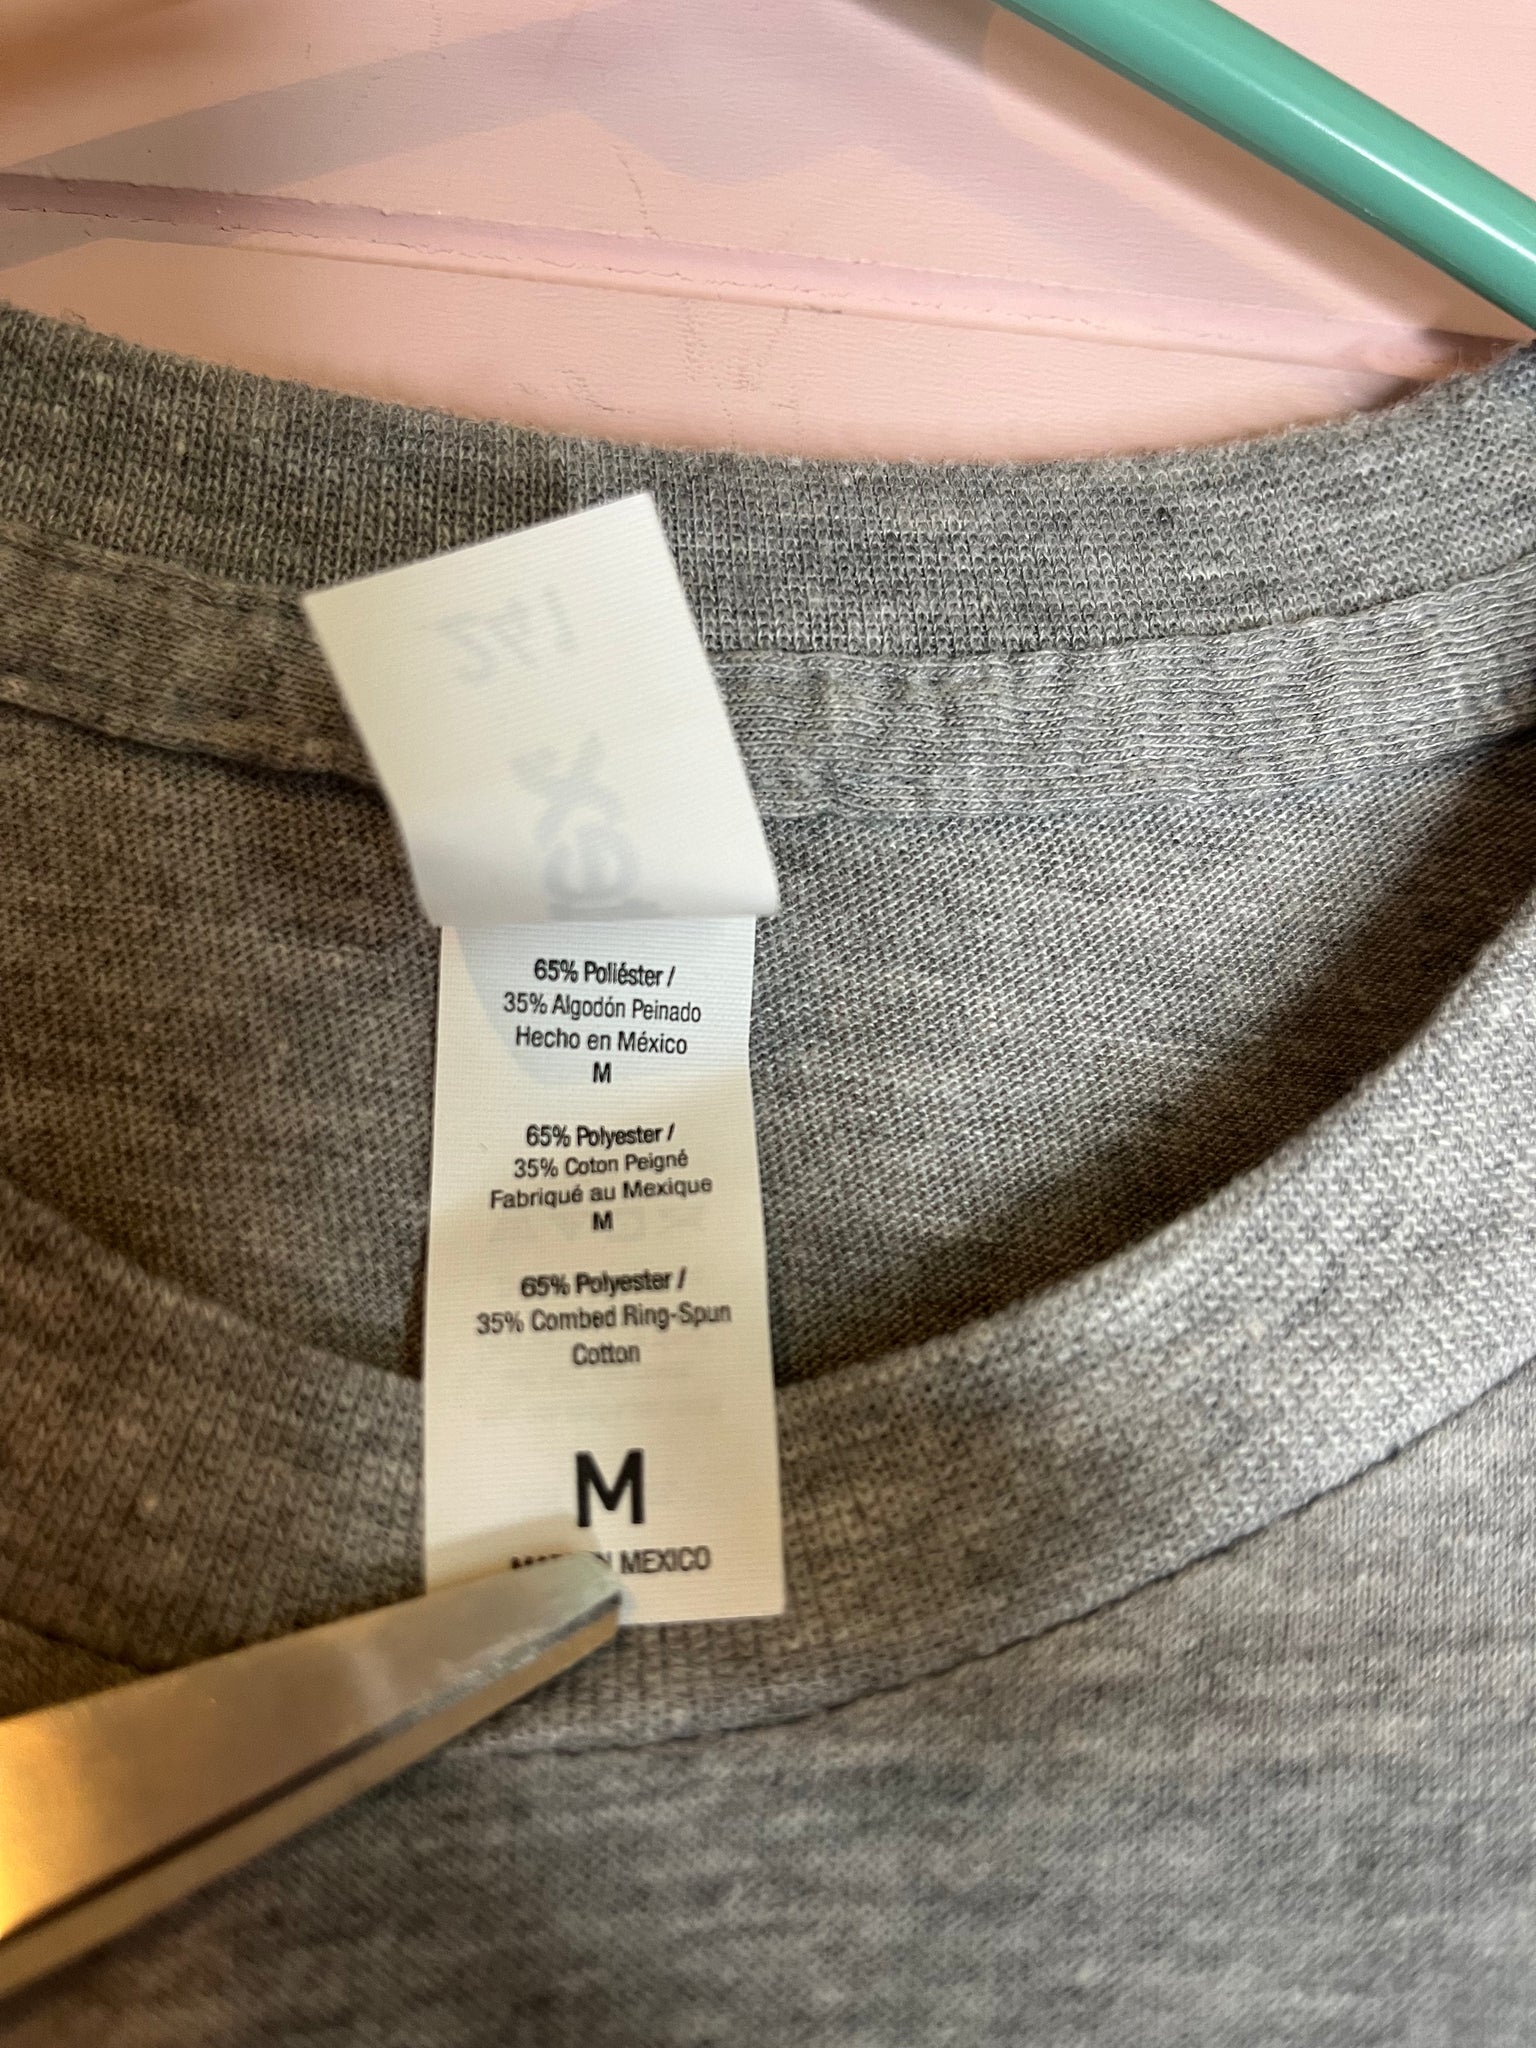 65% Poliéster /
35% Algodón Peinado
Hecho en México
M
65% Polyester /
35% Coton Peigné
Fabriqué au Mexique
M
65% Polyester /
35% Combed Ring-Spun
Cotton
M
MEXICO